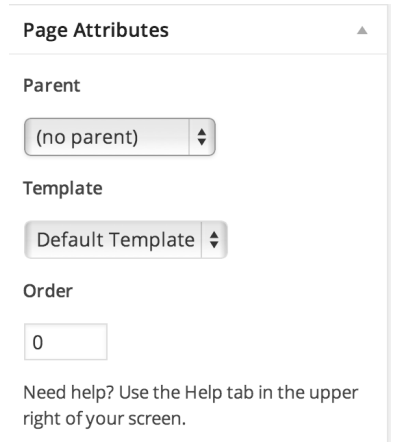 Page Attributes
Parent
(no parent)
Template
Default Template
Order
0
Need help? Use the Help tab in the upper
right of your screen.